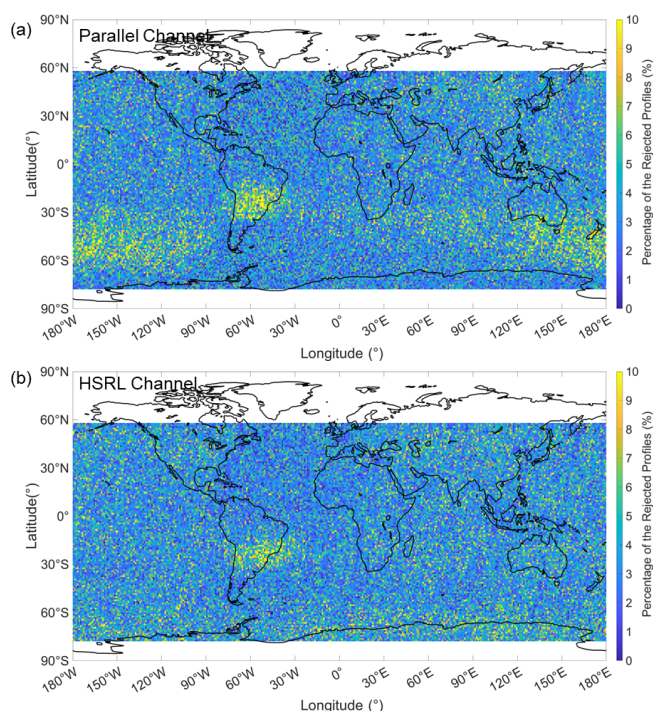 (a)
Parallel Channel
90°N
60°N
30°N
0°
30°S
60°S
90°S
Latitude(°)
180°W
150°W
120°W
90°W
60°W
30°W
0°
30°E
60°E
90°E
120°E
150°E
180°E
Longitude (°)
10
9
8
7
6
5
4
3
2
1
0
Percentage of the Rejected Profiles (%)
(b)
HSRL Channel
90°N
60°N
30°N
0°
30°S
60°S
90°S
Latitude(°)
180°W
150°W
120°W
90°W
60°W
30°W
0°
30°E
60°E
90°E
120°E
150°E
180°E
Longitude (°)
10
9
8
7
6
5
4
3
2
1
0
Percentage of the Rejected Profiles (%)